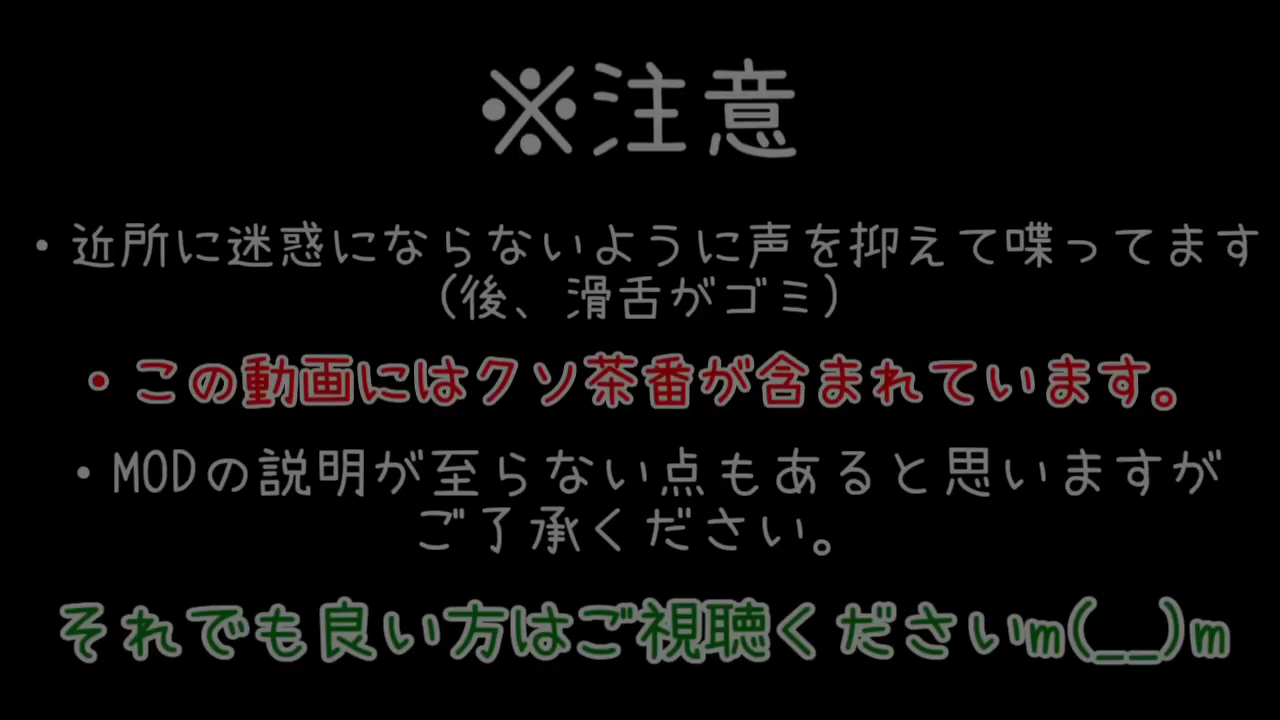 ※注意
・近所に迷惑にならないように声を抑えて喋ってます
(後、滑舌がゴミ)
・この動画にはクソ茶番が含まれています。
・MODの説明が至らない点もあると思いますが
ご了承ください。
それでも良い方はご視聴くださいm(__)m